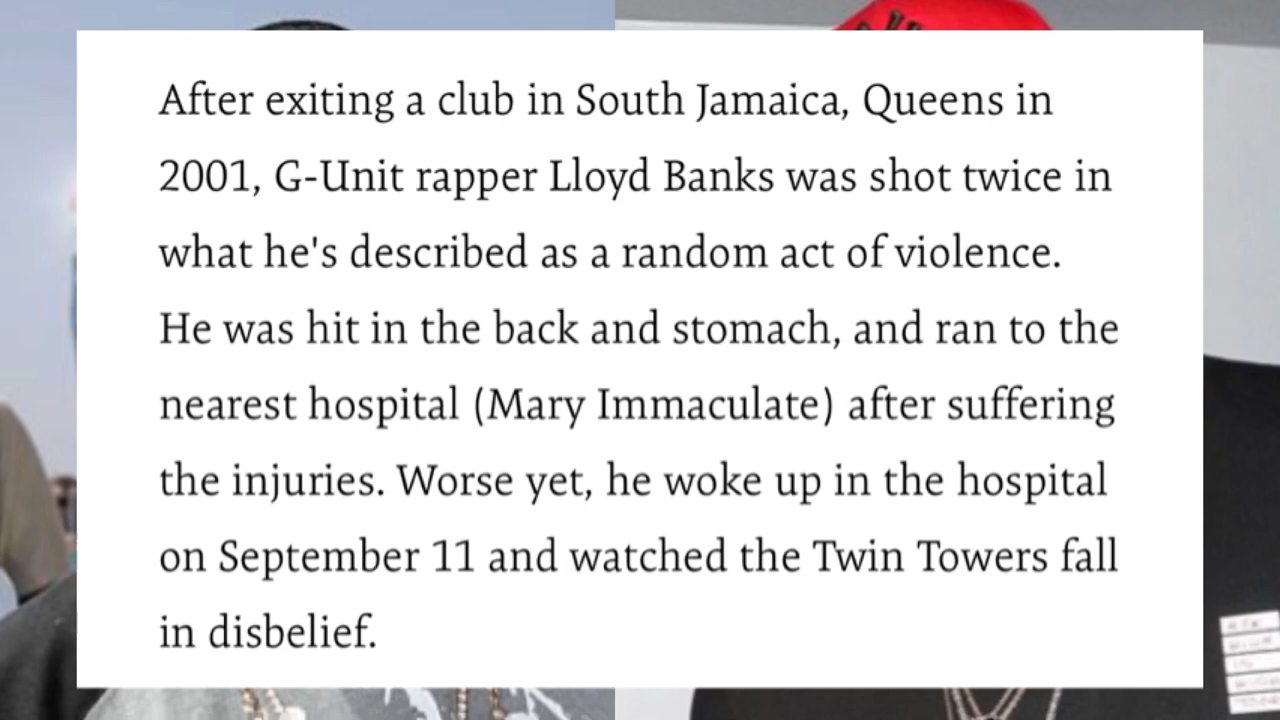 After exiting a club in South Jamaica, Queens in
2001, G-Unit rapper Lloyd Banks was shot twice in
what he's described as a random act of violence.
He was hit in the back and stomach, and ran to the
nearest hospital (Mary Immaculate) after suffering
the injuries. Worse yet, he woke up in the hospital
on September 11 and watched the Twin Towers fall
in disbelief.